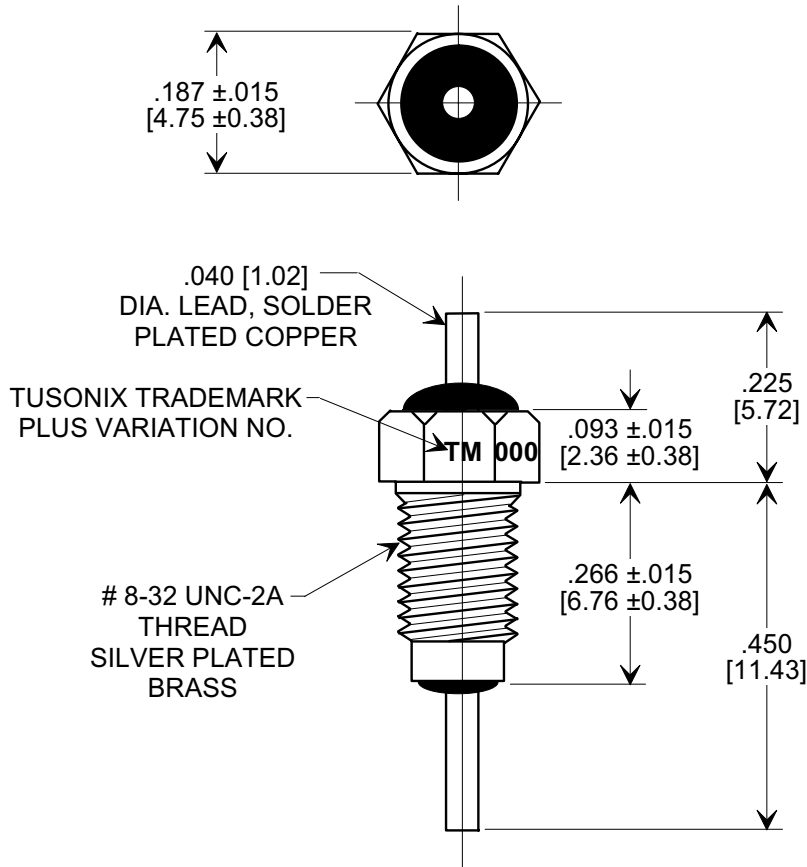 .187 ±.015
[4.75 ±0.38]
.040 [1.02]
DIA. LEAD, SOLDER
PLATED COPPER
TUSONIX TRADEMARK
PLUS VARIATION NO.
TM 000
.225
[5.72]
.093 ±.015
[2.36 ±0.38]
# 8-32 UNC-2A
THREAD
SILVER PLATED
BRASS
.266 ±.015
[6.76 ±0.38]
.450
[11.43]